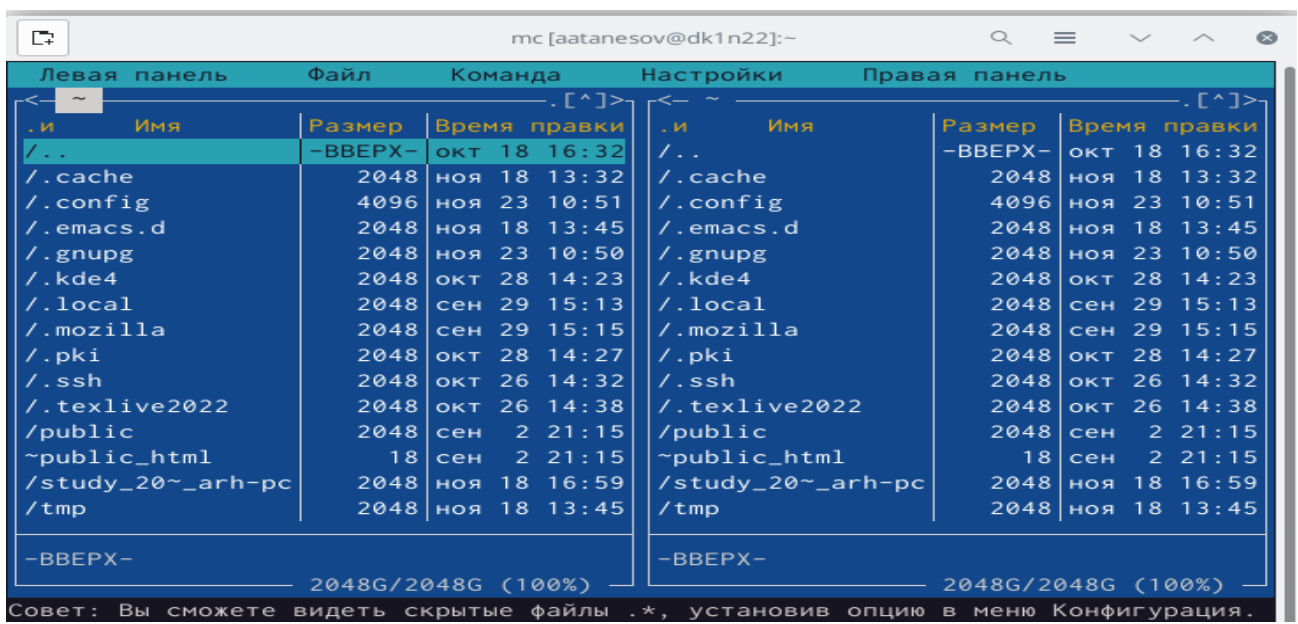 mc [aatanesov@dk1n22]:~
Левая панель Файл Команда Настройки Правая панель
<— ~ .[^]> <— ~ .[^]>
.и Имя Размер Время правки .и Имя Размер Время правки
/.. -ВВЕРХ- окт 18 16:32 /.. -ВВЕРХ- окт 18 16:32
/.cache 2048 ноя 18 13:32 /.cache 2048 ноя 18 13:32
/.config 4096 ноя 23 10:51 /.config 4096 ноя 23 10:51
/.emacs.d 2048 ноя 18 13:45 /.emacs.d 2048 ноя 18 13:45
/.gnupg 2048 ноя 23 10:50 /.gnupg 2048 ноя 23 10:50
/.kde4 2048 окт 28 14:23 /.kde4 2048 окт 28 14:23
/.local 2048 сен 29 15:13 /.local 2048 сен 29 15:13
/.mozilla 2048 сен 29 15:15 /.mozilla 2048 сен 29 15:15
/.pki 2048 окт 28 14:27 /.pki 2048 окт 28 14:27
/.ssh 2048 окт 26 14:32 /.ssh 2048 окт 26 14:32
/.texlive2022 2048 окт 26 14:38 /.texlive2022 2048 окт 26 14:38
/public 2048 сен 2 21:15 /public 2048 сен 2 21:15
~public_html 18 сен 2 21:15 ~public_html 18 сен 2 21:15
/study_20~_arh-pc 2048 ноя 18 16:59 /study_20~_arh-pc 2048 ноя 18 16:59
/tmp 2048 ноя 18 13:45 /tmp 2048 ноя 18 13:45
-ВВЕРХ- -ВВЕРХ-
2048G/2048G (100%) 2048G/2048G (100%)
Совет: Вы сможете видеть скрытые файлы .*, установив опцию в меню Конфигурация.